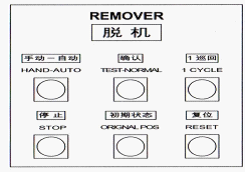 REMOVER
脱机
手动－自动 确认 1巡回
HAND-AUTO TEST-NORMAL 1 CYCLE
停止 初期状态 复位
STOP ORIGNAL POS RESET